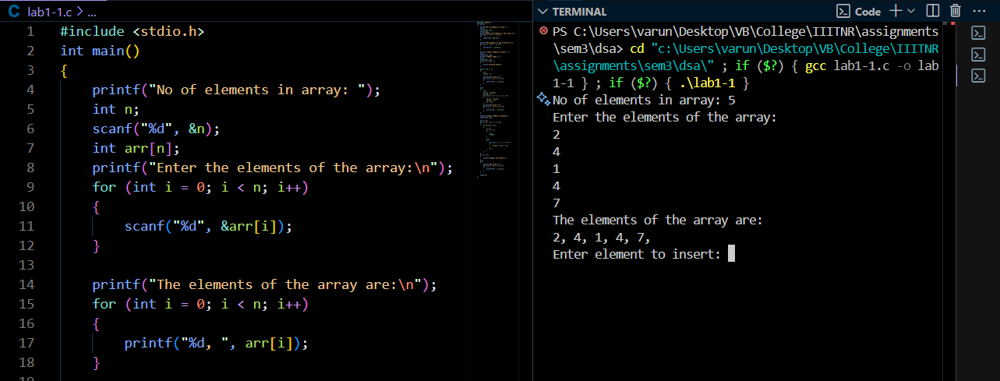 lab1-1.c > ...
1 #include <stdio.h>
2 int main()
3 {
4 printf("No of elements in array: ");
5 int n;
6 scanf("%d", &n);
7 int arr[n];
8 printf("Enter the elements of the array:\n");
9 for (int i = 0; i < n; i++)
10 {
11 scanf("%d", &arr[i]);
12 }
13
14 printf("The elements of the array are:\n");
15 for (int i = 0; i < n; i++)
16 {
17 printf("%d, ", arr[i]);
18 }
TERMINAL
Code
PS C:\Users\varun\Desktop\VB\College\IIITNR\assignments
\sem3\dsa> cd "c:\Users\varun\Desktop\VB\College\IIITNR
\assignments\sem3\dsa\" ; if ($?) { gcc lab1-1.c -o lab
1-1 } ; if ($?) { .\lab1-1 }
No of elements in array: 5
Enter the elements of the array:
2
4
1
4
7
The elements of the array are:
2, 4, 1, 4, 7,
Enter element to insert: